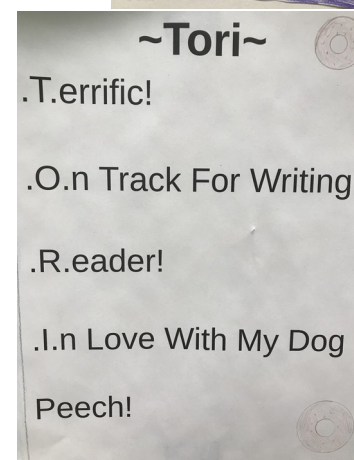 ~Tori~
.T.errific!
.O.n Track For Writing
.R.eader!
.I.n Love With My Dog
Peech!